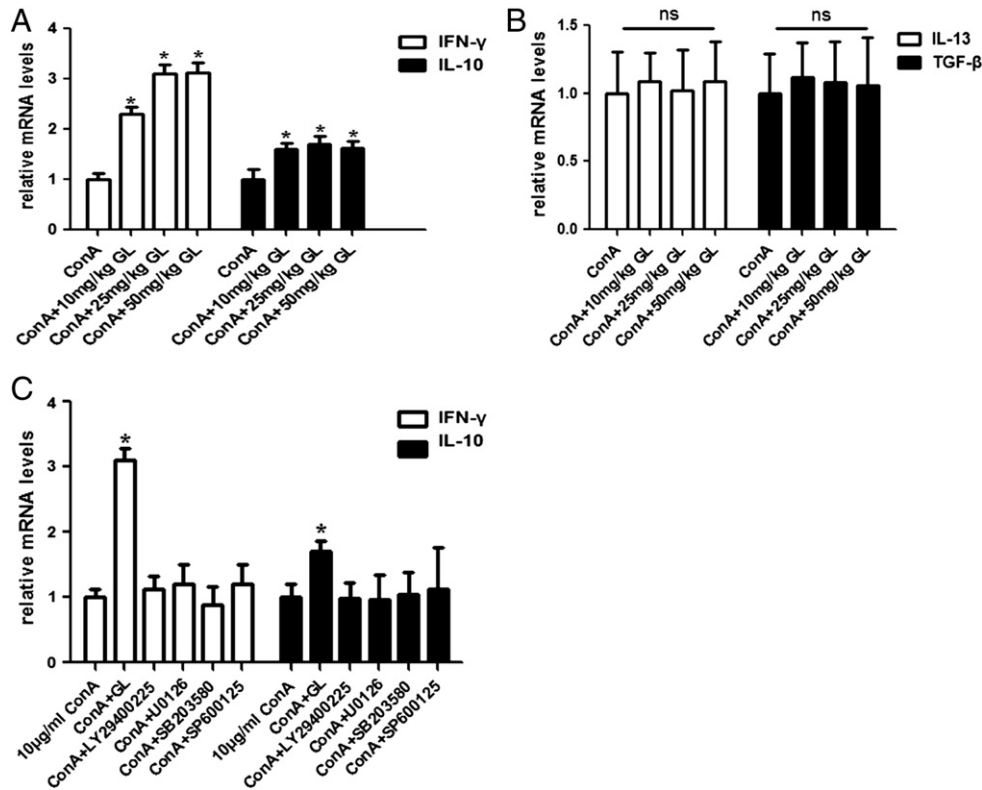 A
relative mRNA levels
4
3
2
1
0
* * *
* * *
IFN-γ
IL-10
ConA
ConA+10mg/kg GL
ConA+25mg/kg GL
ConA+50mg/kg GL
ConA
ConA+10mg/kg GL
ConA+25mg/kg GL
ConA+50mg/kg GL
B
relative mRNA levels
1.5
1.0
0.5
0.0
ns
ns
IL-13
TGF-β
ConA
ConA+10mg/kg GL
ConA+25mg/kg GL
ConA+50mg/kg GL
ConA
ConA+10mg/kg GL
ConA+25mg/kg GL
ConA+50mg/kg GL
C
relative mRNA levels
4
3
2
1
0
*
*
IFN-γ
IL-10
10μg/ml ConA
ConA+GL
ConA+LY29400225
ConA+U0126
ConA+SB203580
ConA+SP600125
10μg/ml ConA
ConA+GL
ConA+LY29400225
ConA+U0126
ConA+SB203580
ConA+SP600125